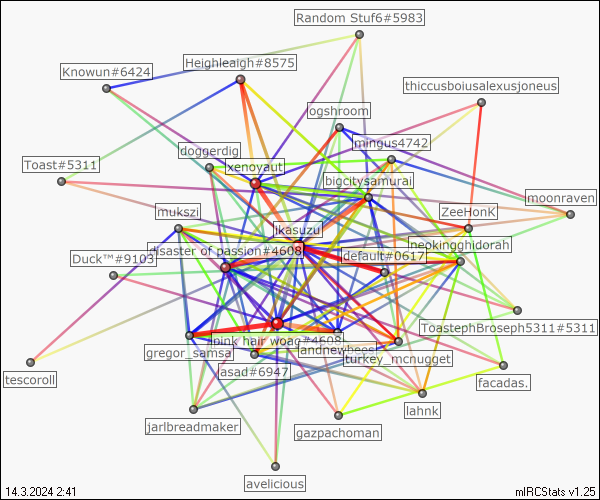 Random Stuf6#5983
Heighleaigh#8575
Knowun#6424
thiccusboiusalexusjoneus
ogshroom
mingus4742
doggerdig
xenoyaut
Toast#5311
bigcitysamurai
moonraven
mukszi
ZeeHonk
ikasuzu
neokingghidorah
disaster of passion#4608
default#0617
Duck™#9103
ToastephBroseph5311#5311
pink hair woag#4608
landnewbees
gregor_samsa
turkey_mcnugget
asad#6947
tescoroll
facadas.
lahnk
jarlbreadmaker
gazpachoman
avelicious
14.3.2024 2:41
mIRCStats v1.25